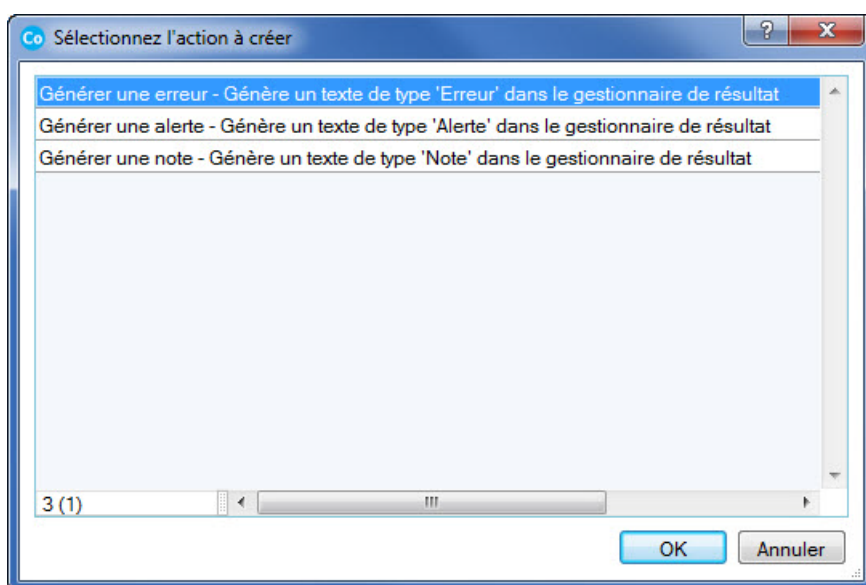 Co Sélectionnez l'action à créer
Générer une erreur - Génère un texte de type 'Erreur' dans le gestionnaire de résultat
Générer une alerte - Génère un texte de type 'Alerte' dans le gestionnaire de résultat
Générer une note - Génère un texte de type 'Note' dans le gestionnaire de résultat
3 (1)
OK Annuler